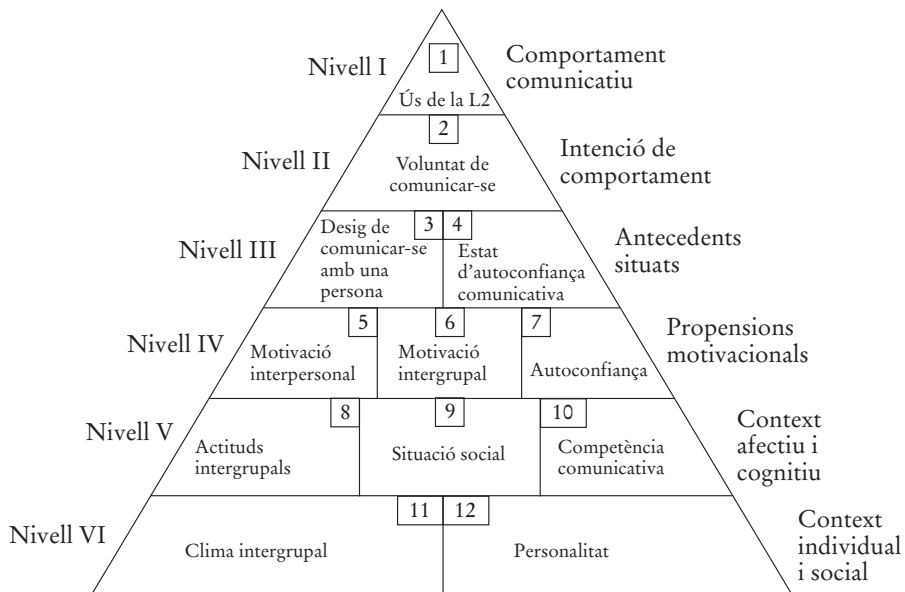 1
Nivell I
Ús de la L2
Comportament
comunicatiu
2
Nivell II
Voluntat de
comunicar-se
Intenció de
comportament
Nivell III
3
Desig de
comunicar-se
amb una
persona
4
Estat
d'autoconfiança
comunicativa
Antecedents
situats
Nivell IV
5
Motivació
interpersonal
6
Motivació
intergrupal
7
Autoconfiança
Propensions
motivacionals
Nivell V
8
Actituds
intergrupals
9
Situació social
10
Competència
comunicativa
Context
afectiu i
cognitiu
Nivell VI
11
Clima intergrupal
12
Personalitat
Context
individual
i social